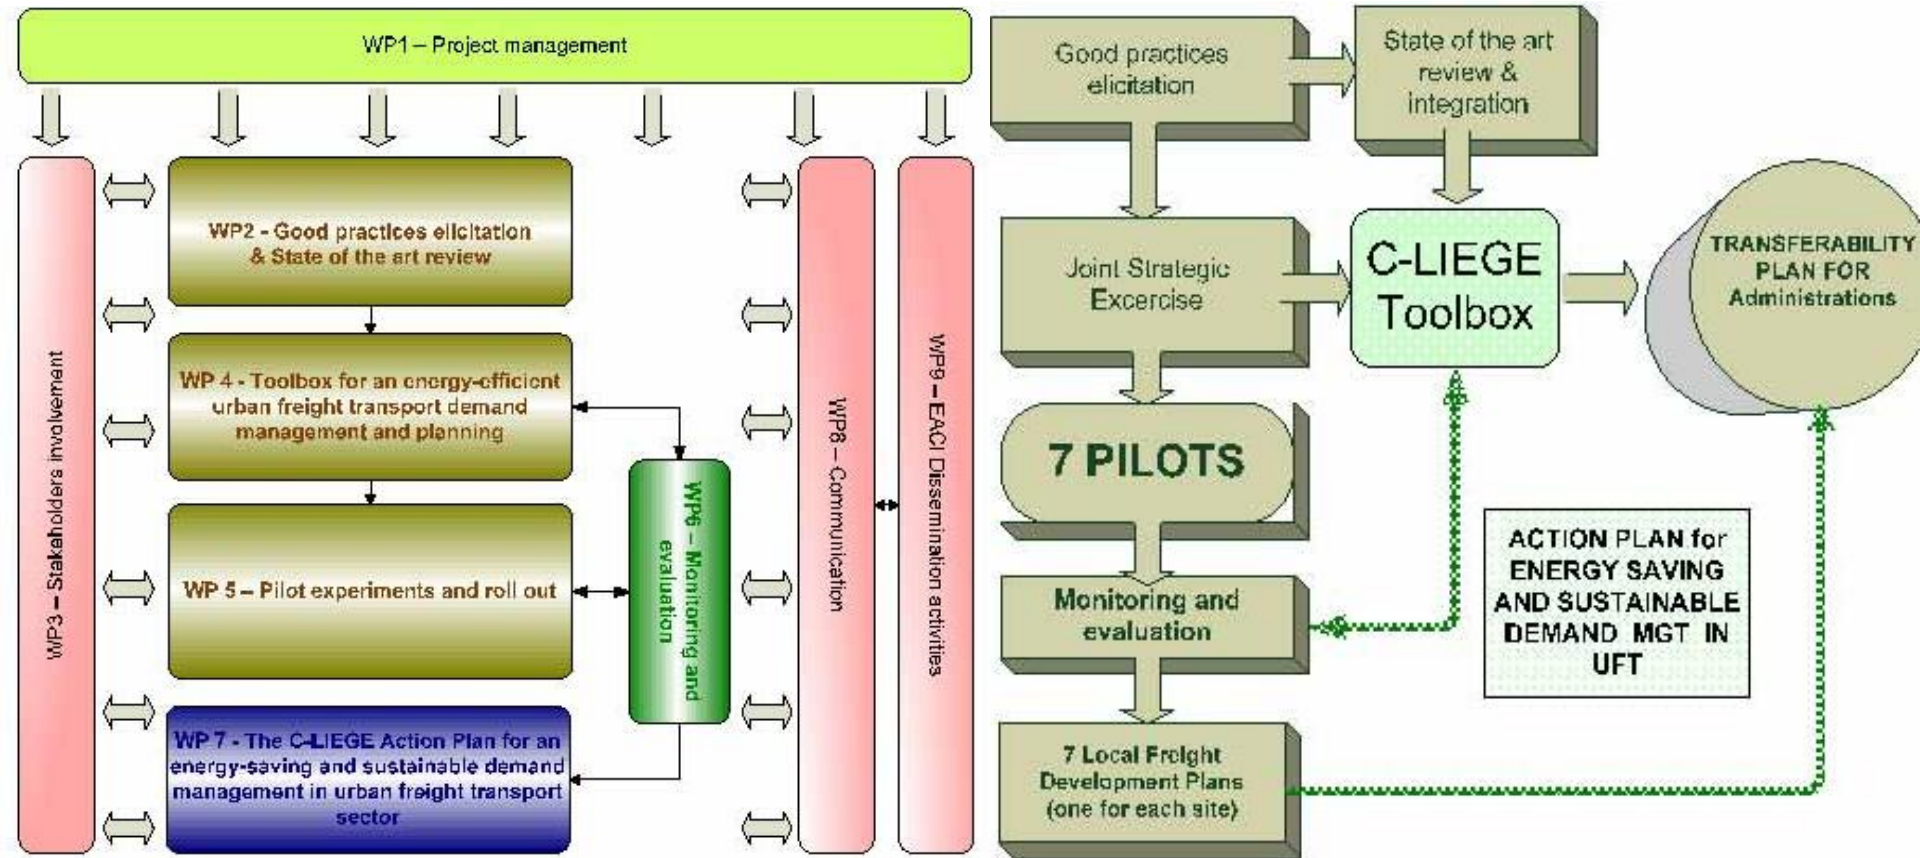 WP1 – Project management
WP3 – Stakeholders involvement
WP2 - Good practices elicitation
& State of the art review
WP 4 - Toolbox for an energy-efficient
urban freight transport demand
management and planning
WP 5 – Pilot experiments and roll out
WP6 – Monitoring and
evaluation
WP 7 - The C-LIEGE Action Plan for an
energy-saving and sustainable demand
management in urban freight transport
sector
WP8 – Communication
WP9 – EACI Dissemination activities
Good practices
elicitation
State of the art
review &
integration
Joint Strategic
Excercise
C-LIEGE
Toolbox
TRANSFERABILITY
PLAN FOR
Administrations
7 PILOTS
Monitoring and
evaluation
ACTION PLAN for
ENERGY SAVING
AND SUSTAINABLE
DEMAND MGT IN
UFT
7 Local Freight
Development Plans
(one for each site)